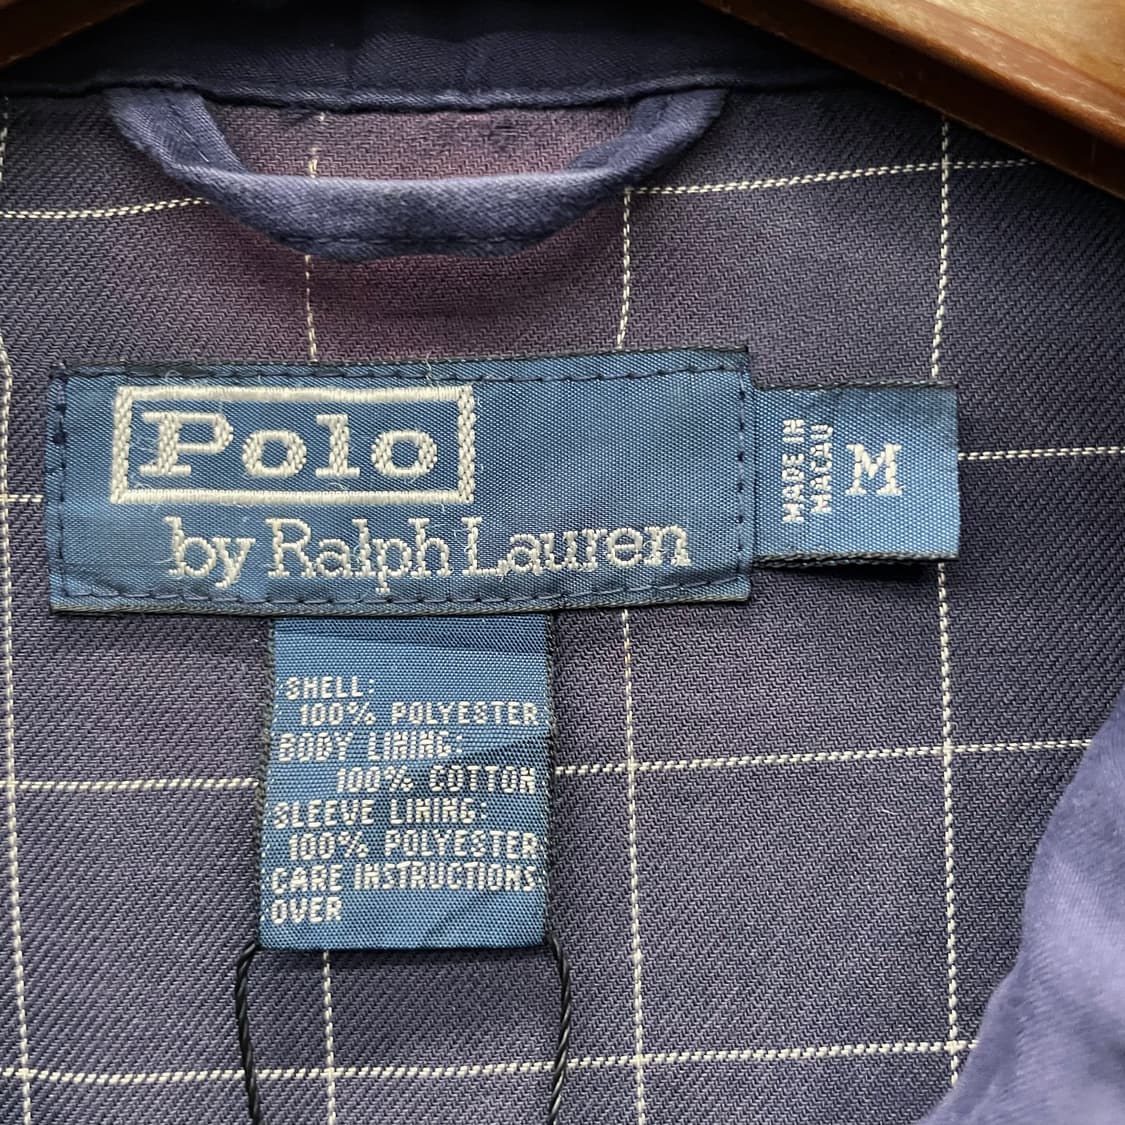 Polo
by Ralph Lauren
MADE IN
MACAU
M
SHELL:
100% POLYESTER
BODY LINING:
100% COTTON
SLEEVE LINING:
100% POLYESTER
CARE INSTRUCTIONS
OVER